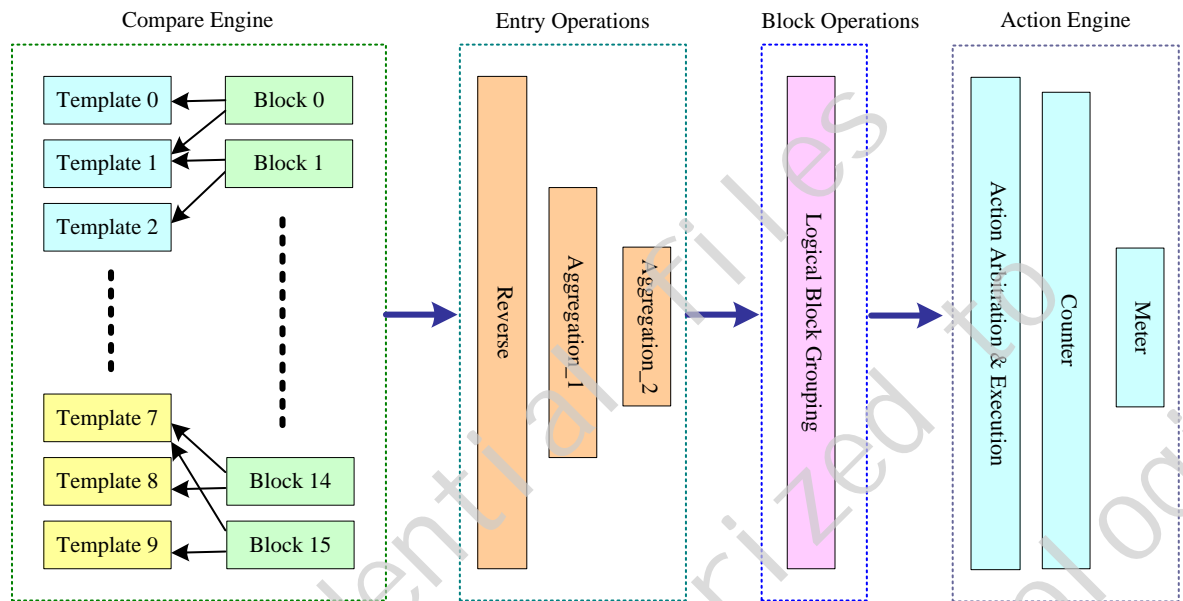 Compare Engine
Entry Operations
Block Operations
Action Engine
Template 0
Block 0
Template 1
Block 1
Template 2
Template 7
Template 8
Block 14
Template 9
Block 15
Reverse
Aggregation_1
Aggregation_2
Logical Block Grouping
Action Arbitration & Execution
Counter
Meter
files
to